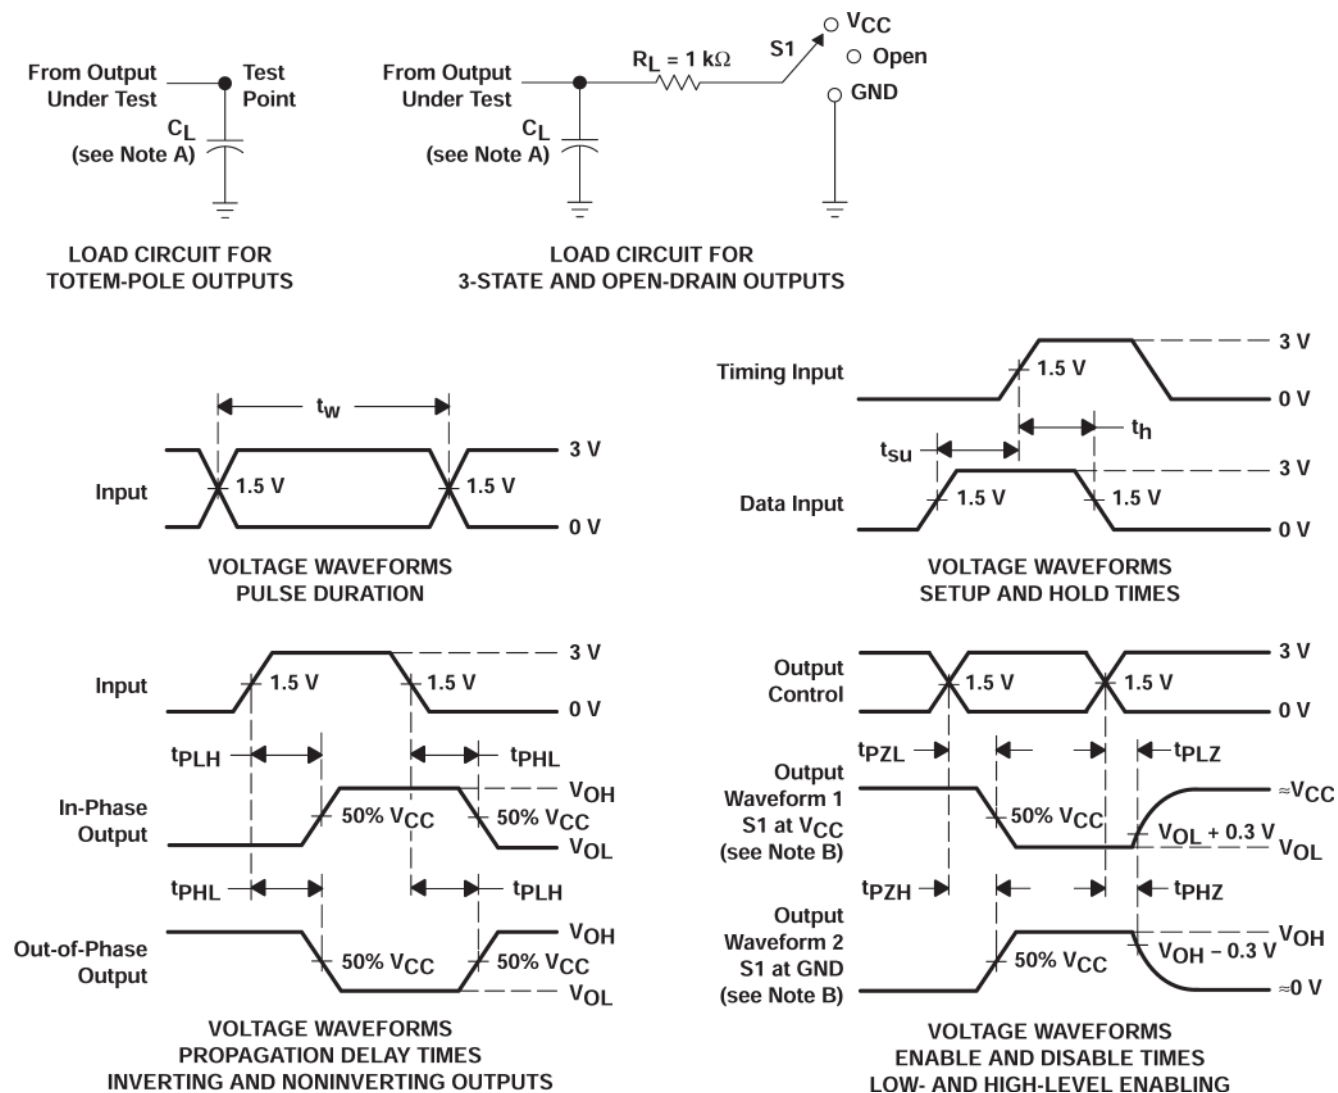 From Output
Under Test
Test
Point
CL
(see Note A)
LOAD CIRCUIT FOR
TOTEM-POLE OUTPUTS
From Output
Under Test
RL = 1 kΩ
S1
VCC
Open
GND
CL
(see Note A)
LOAD CIRCUIT FOR
3-STATE AND OPEN-DRAIN OUTPUTS
tw
Input
3 V
1.5 V
1.5 V
0 V
VOLTAGE WAVEFORMS
PULSE DURATION
Timing Input
3 V
1.5 V
0 V
tsu
th
Data Input
3 V
1.5 V
1.5 V
0 V
VOLTAGE WAVEFORMS
SETUP AND HOLD TIMES
Input
3 V
1.5 V
1.5 V
0 V
tPLH
tPHL
In-Phase
Output
VOH
50% VCC
50% VCC
VOL
tPHL
tPLH
Out-of-Phase
Output
VOH
50% VCC
50% VCC
VOL
VOLTAGE WAVEFORMS
PROPAGATION DELAY TIMES
INVERTING AND NONINVERTING OUTPUTS
Output
Control
3 V
1.5 V
1.5 V
0 V
tPZL
tPLZ
Output
Waveform 1
S1 at VCC
(see Note B)
≈VCC
50% VCC
VOL + 0.3 V
VOL
tPZH
tPHZ
Output
Waveform 2
S1 at GND
(see Note B)
VOH
50% VCC
VOH − 0.3 V
≈0 V
VOLTAGE WAVEFORMS
ENABLE AND DISABLE TIMES
LOW- AND HIGH-LEVEL ENABLING